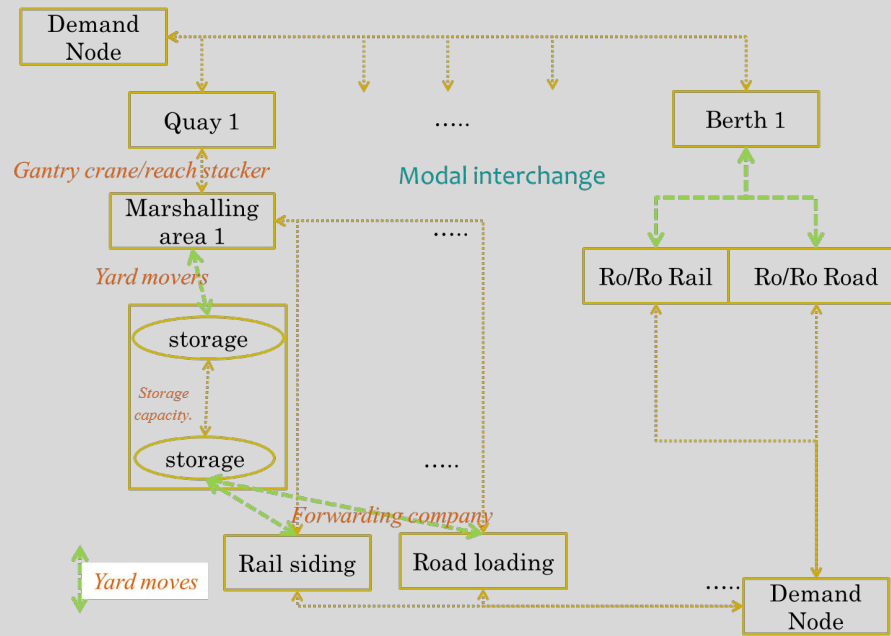 Demand
Node
Quay 1
.....
Berth 1
Gantry crane/reach stacker
Modal interchange
Marshalling
area 1
.....
Yard movers
Ro/Ro Rail
Ro/Ro Road
storage
Storage
capacity.
storage
.....
Forwarding company
Rail siding
Road loading
Yard moves
.....
Demand
Node